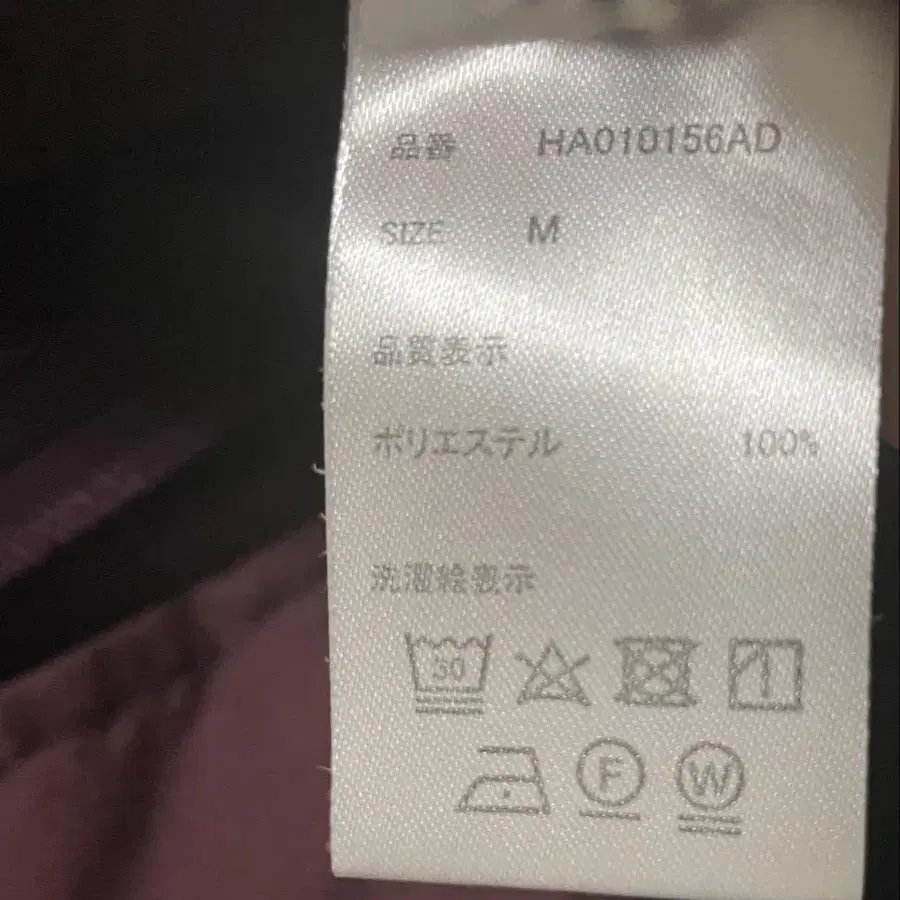 品番 HA010156AD
SIZE M
品質表示
ポリエステル 100%
洗濯絵表示
30
F W